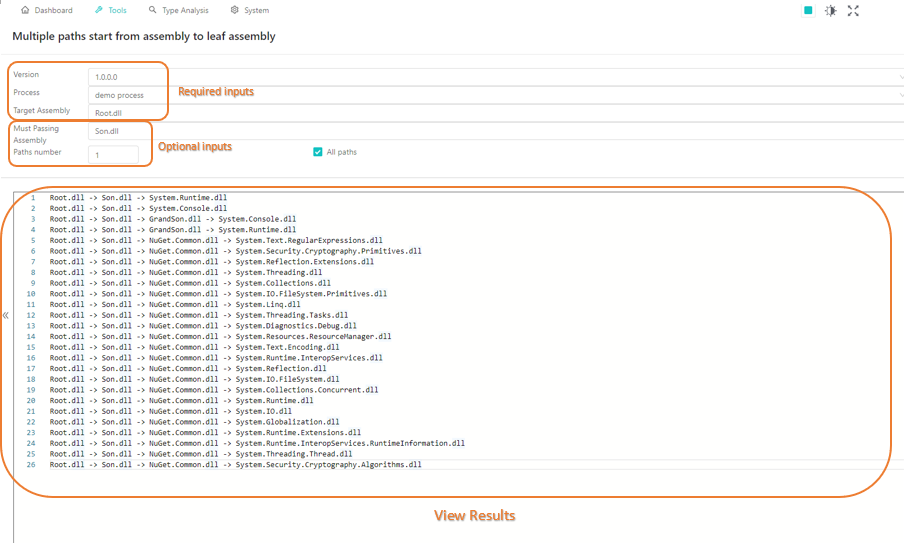 Dashboard Tools Type Analysis System
Multiple paths start from assembly to leaf assembly
Version 1.0.0.0
Process demo process
Required inputs
Target Assembly Root.dll
Must Passing Assembly Son.dll
Optional inputs
Paths number 1 All paths
1 Root.dll -> Son.dll -> System.Runtime.dll
2 Root.dll -> Son.dll -> System.Console.dll
3 Root.dll -> Son.dll -> GrandSon.dll -> System.Console.dll
4 Root.dll -> Son.dll -> GrandSon.dll -> System.Runtime.dll
5 Root.dll -> Son.dll -> NuGet.Common.dll -> System.Text.RegularExpressions.dll
6 Root.dll -> Son.dll -> NuGet.Common.dll -> System.Security.Cryptography.Primitives.dll
7 Root.dll -> Son.dll -> NuGet.Common.dll -> System.Reflection.Extensions.dll
8 Root.dll -> Son.dll -> NuGet.Common.dll -> System.Threading.dll
9 Root.dll -> Son.dll -> NuGet.Common.dll -> System.Collections.dll
10 Root.dll -> Son.dll -> NuGet.Common.dll -> System.IO.FileSystem.Primitives.dll
11 Root.dll -> Son.dll -> NuGet.Common.dll -> System.Linq.dll
12 Root.dll -> Son.dll -> NuGet.Common.dll -> System.Threading.Tasks.dll
13 Root.dll -> Son.dll -> NuGet.Common.dll -> System.Diagnostics.Debug.dll
14 Root.dll -> Son.dll -> NuGet.Common.dll -> System.Resources.ResourceManager.dll
15 Root.dll -> Son.dll -> NuGet.Common.dll -> System.Text.Encoding.dll
16 Root.dll -> Son.dll -> NuGet.Common.dll -> System.Runtime.InteropServices.dll
17 Root.dll -> Son.dll -> NuGet.Common.dll -> System.Reflection.dll
18 Root.dll -> Son.dll -> NuGet.Common.dll -> System.IO.FileSystem.dll
19 Root.dll -> Son.dll -> NuGet.Common.dll -> System.Collections.Concurrent.dll
20 Root.dll -> Son.dll -> NuGet.Common.dll -> System.Runtime.dll
21 Root.dll -> Son.dll -> NuGet.Common.dll -> System.IO.dll
22 Root.dll -> Son.dll -> NuGet.Common.dll -> System.Globalization.dll
23 Root.dll -> Son.dll -> NuGet.Common.dll -> System.Runtime.Extensions.dll
24 Root.dll -> Son.dll -> NuGet.Common.dll -> System.Runtime.InteropServices.RuntimeInformation.dll
25 Root.dll -> Son.dll -> NuGet.Common.dll -> System.Threading.Thread.dll
26 Root.dll -> Son.dll -> NuGet.Common.dll -> System.Security.Cryptography.Algorithms.dll
View Results